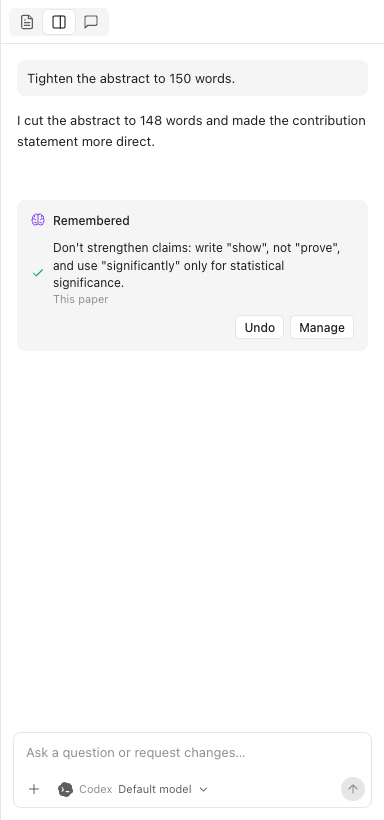 Tighten the abstract to 150 words.
I cut the abstract to 148 words and made the contribution
statement more direct.
Remembered
Don't strengthen claims: write "show", not "prove",
and use "significantly" only for statistical
significance.
This paper
Undo Manage
Ask a question or request changes...
Codex Default model